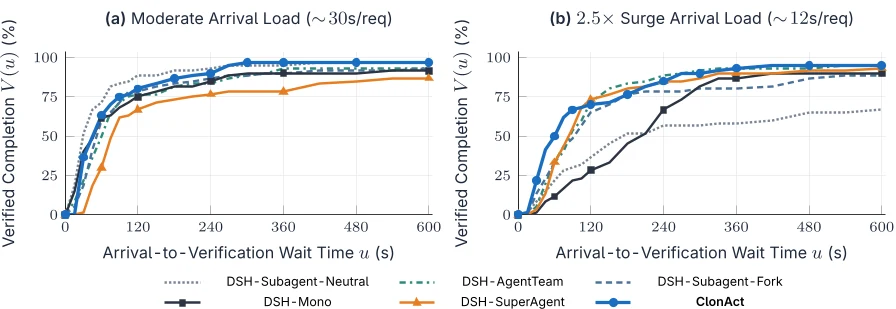 (a) Moderate Arrival Load (∼30s/req)
Verified Completion V(u) (%)
100
75
50
25
0
0 120 240 360 480 600
Arrival-to-Verification Wait Time u (s)
(b) 2.5× Surge Arrival Load (∼12s/req)
Verified Completion V(u) (%)
100
75
50
25
0
0 120 240 360 480 600
Arrival-to-Verification Wait Time u (s)
DSH-Subagent-Neutral DSH-AgentTeam DSH-Subagent-Fork
DSH-Mono DSH-SuperAgent ClonAct